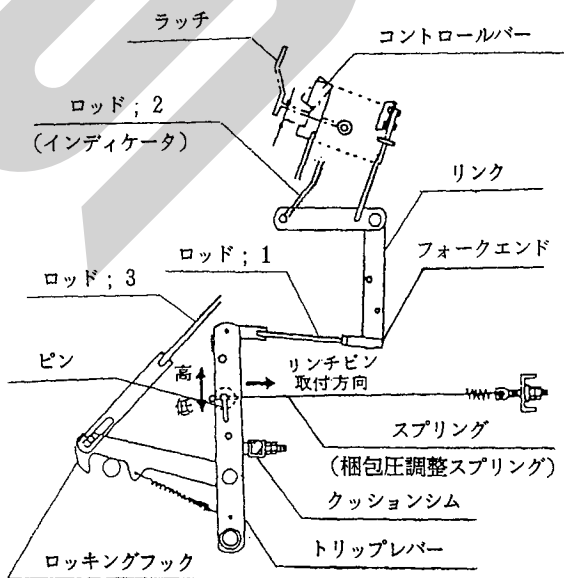 ラッチ
コントロールバー
ロッド；2
(インディケータ)
リンク
ロッド；1
フォークエンド
ロッド；3
ピン
高
低
リンチピン
取付方向
スプリング
(梱包圧調整スプリング)
クッションシム
トリップレバー
ロッキングフック